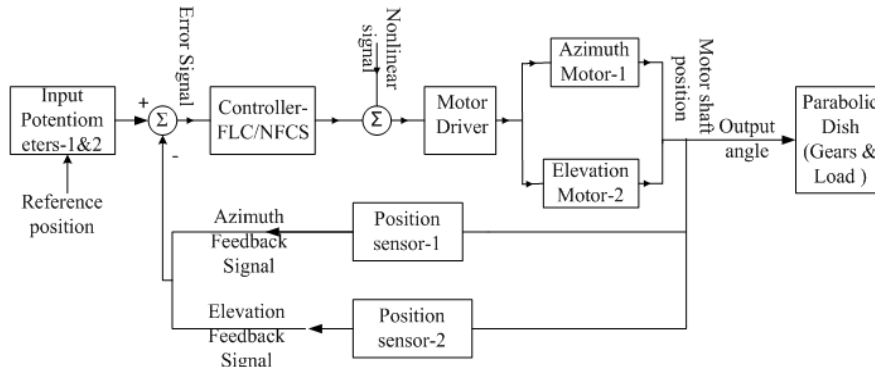 Input
Potentiom
eters-1&2
Reference
position
+
Σ
-
Error Signal
Controller-
FLC/NFCS
Nonlinear
signal
Σ
Motor
Driver
Azimuth
Motor-1
Elevation
Motor-2
Motor shaft
position
Output
angle
Parabolic
Dish
(Gears &
Load )
Azimuth
Feedback
Signal
Position
sensor-1
Elevation
Feedback
Signal
Position
sensor-2